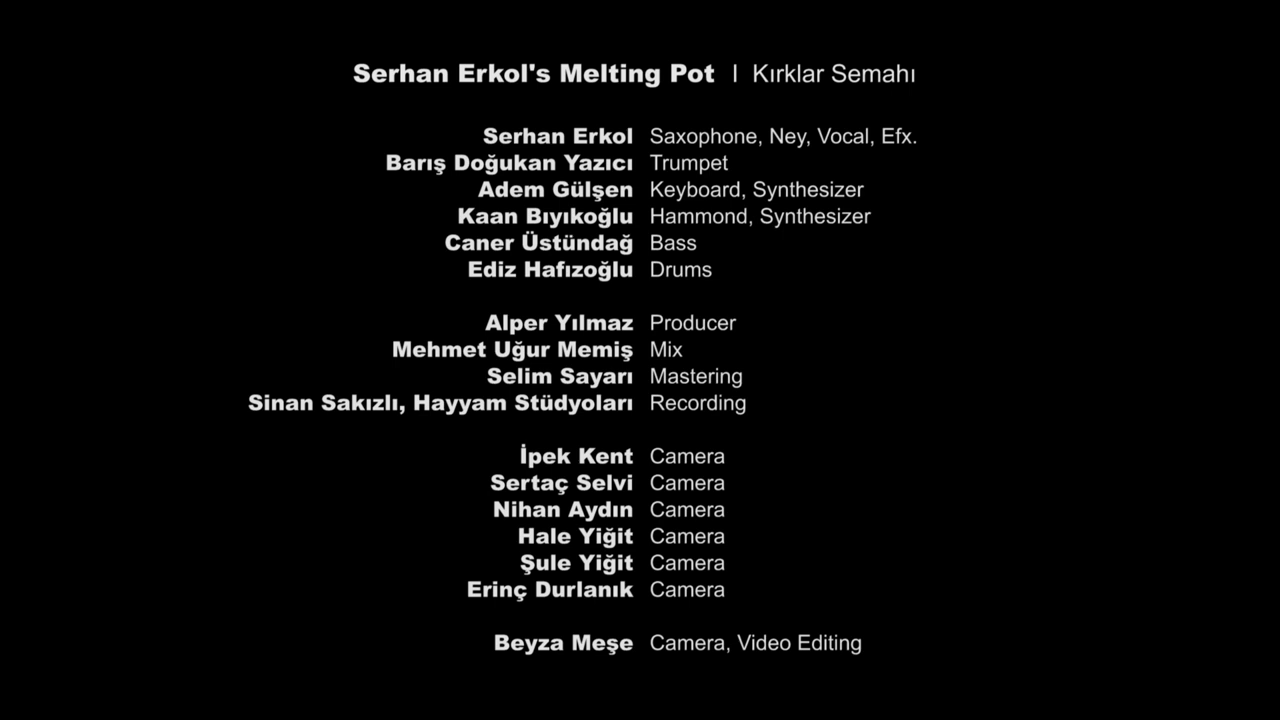 Serhan Erkol's Melting Pot | Kırklar Semahı
Serhan Erkol Saxophone, Ney, Vocal, Efx.
Barış Doğukan Yazıcı Trumpet
Adem Gülşen Keyboard, Synthesizer
Kaan Bıyıkoğlu Hammond, Synthesizer
Caner Üstündağ Bass
Ediz Hafızoğlu Drums
Alper Yılmaz Producer
Mehmet Uğur Memiş Mix
Selim Sayarı Mastering
Sinan Sakızlı, Hayyam Stüdyoları Recording
İpek Kent Camera
Sertaç Selvi Camera
Nihan Aydın Camera
Hale Yiğit Camera
Şule Yiğit Camera
Erinç Durlanık Camera
Beyza Meşe Camera, Video Editing